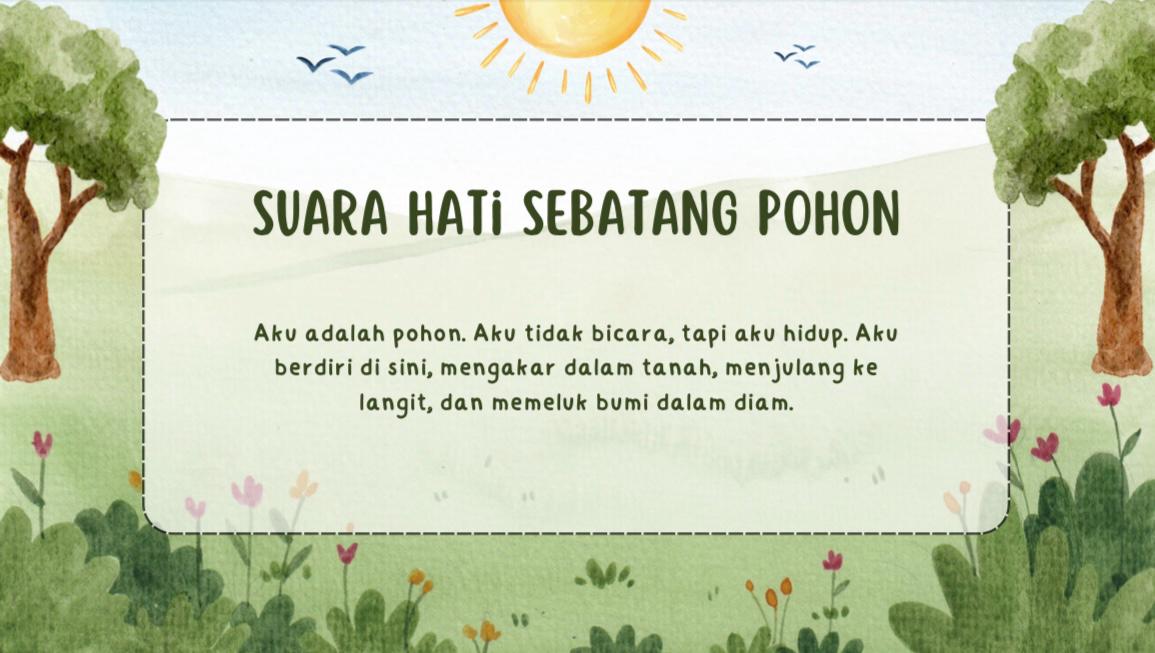 SUARA HATi SEBATANG POHON
Aku adalah pohon. Aku tidak bicara, tapi aku hidup. Aku
berdiri di sini, mengakar dalam tanah, menjulang ke
langit, dan memeluk bumi dalam diam.